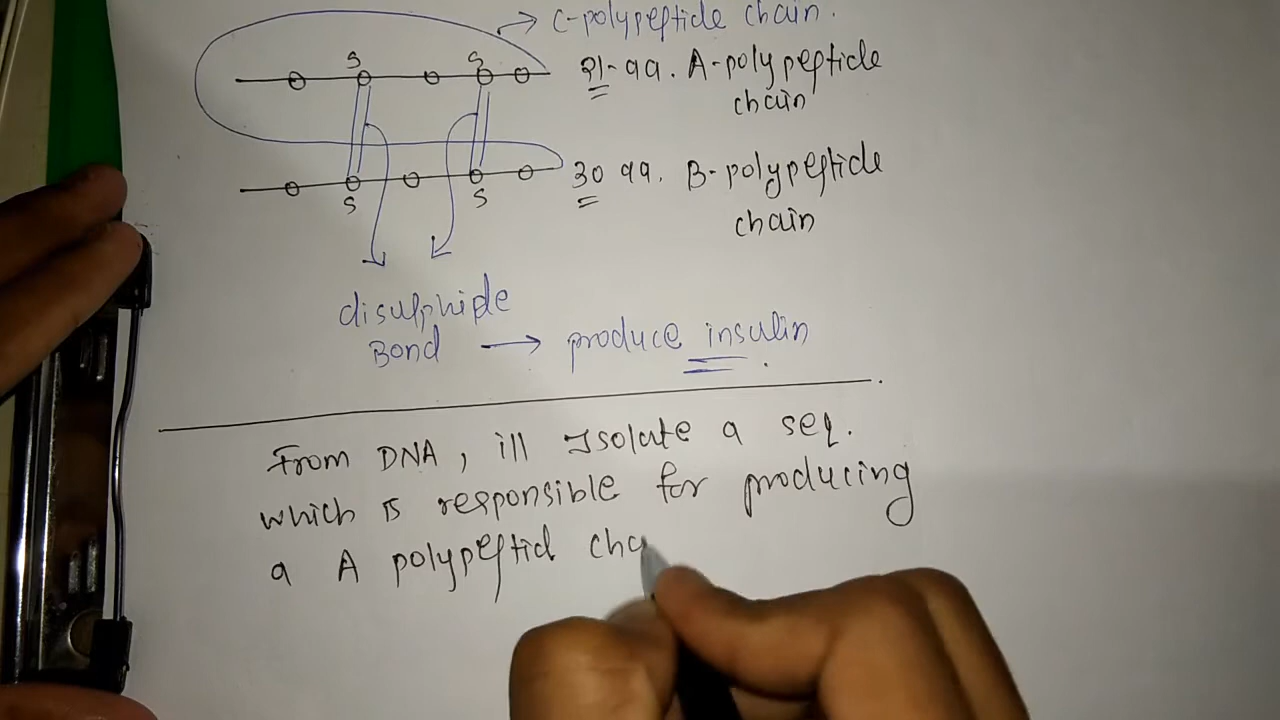 C-polypeptide chain.
S S
21-aa. A-polypeptide
chain
30 aa. B-polypeptide
chain
S S
disulphide
Bond → produce insulin.
From DNA, ill Isolate a seq.
which is responsible for producing
a A polypeptid cha